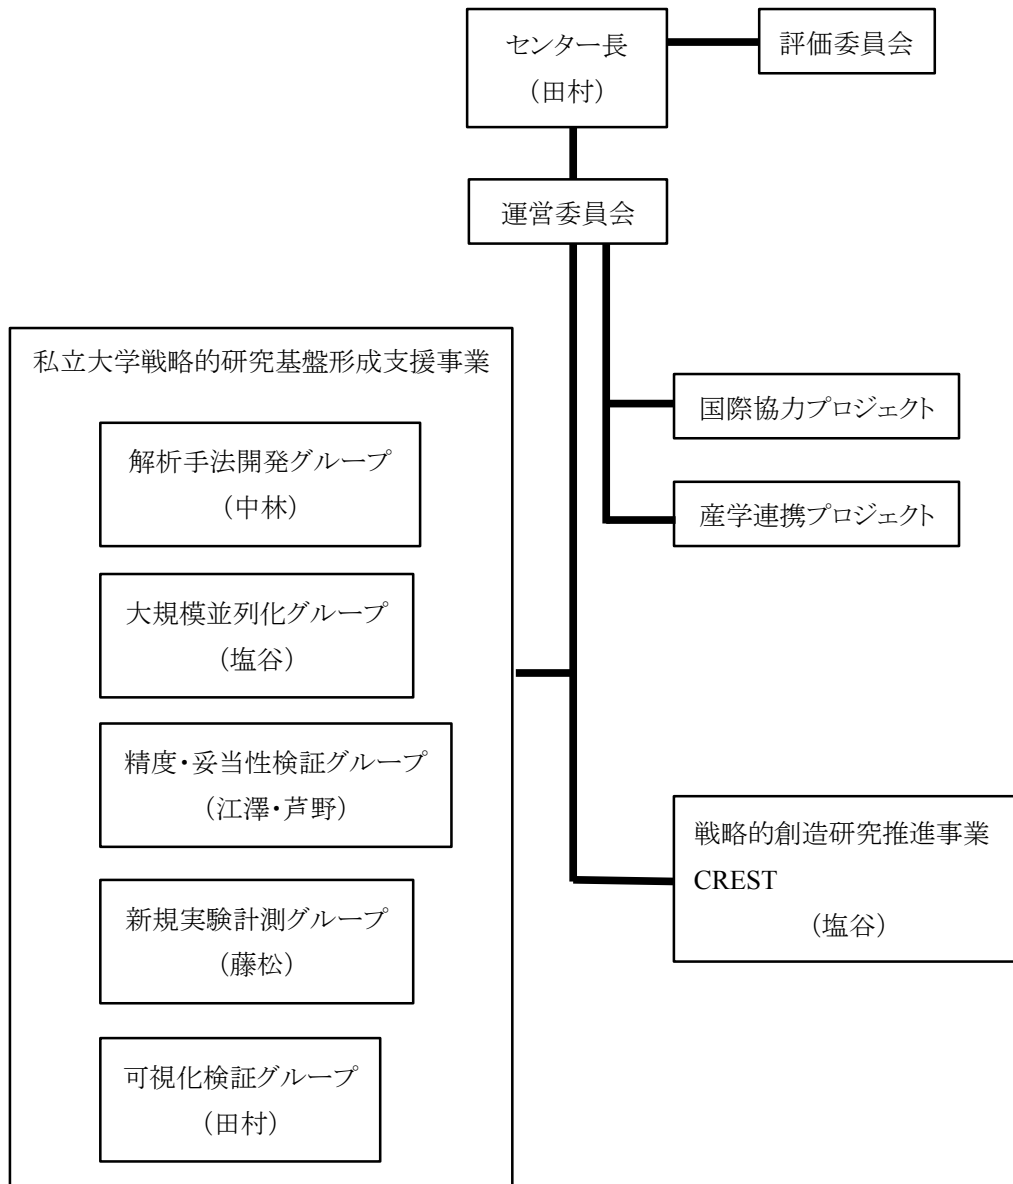 センター長
（田村）
評価委員会
運営委員会
私立大学戦略的研究基盤形成支援事業
解析手法開発グループ
（中林）
大規模並列化グループ
（塩谷）
精度・妥当性検証グループ
（江澤・芦野）
新規実験計測グループ
（藤松）
可視化検証グループ
（田村）
国際協力プロジェクト
産学連携プロジェクト
戦略的創造研究推進事業
CREST
（塩谷）